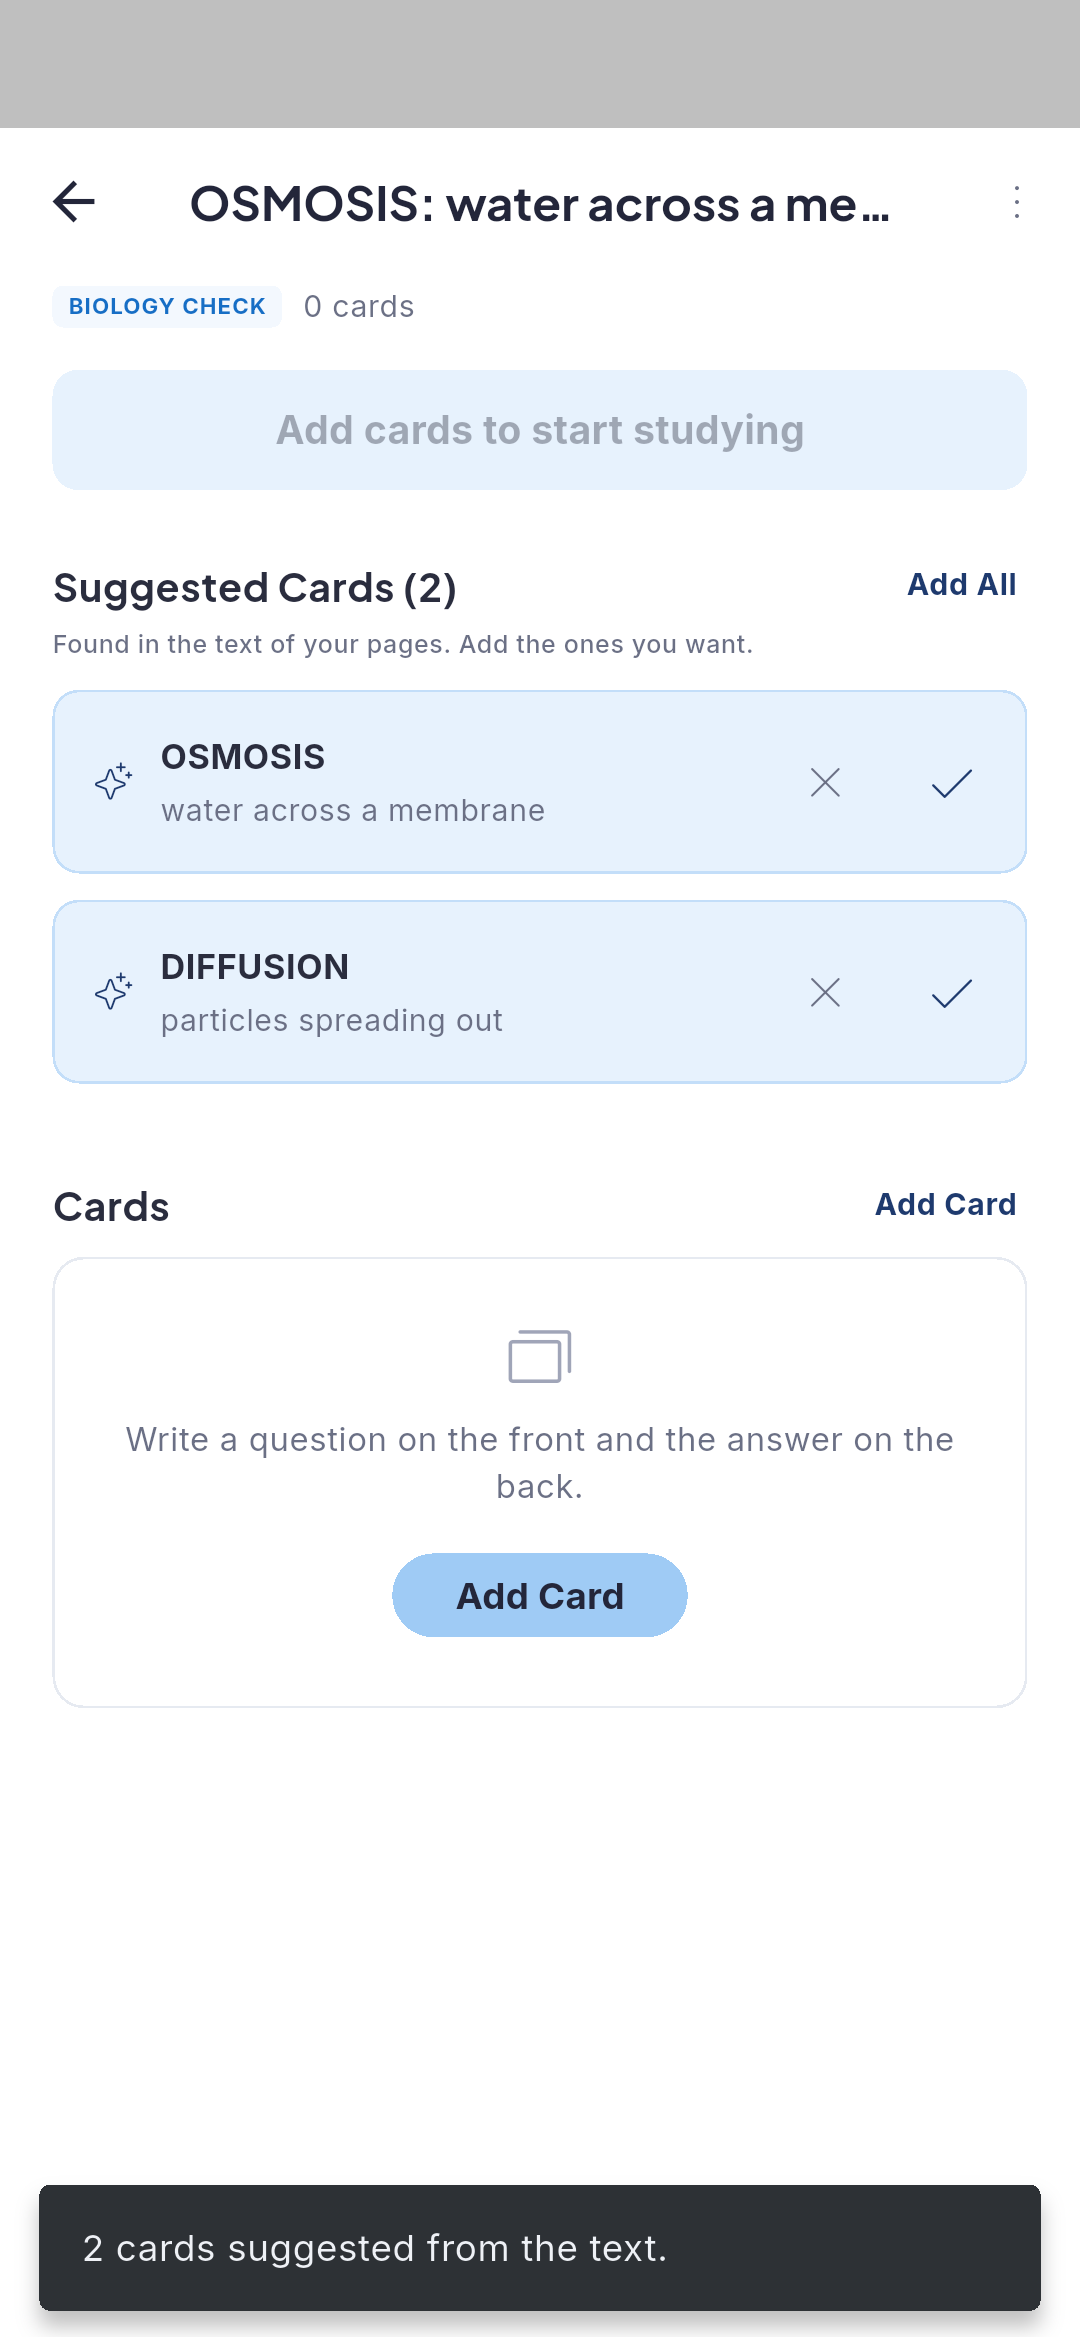 OSMOSIS: water across a me...
BIOLOGY CHECK 0 cards
Add cards to start studying
Suggested Cards (2) Add All
Found in the text of your pages. Add the ones you want.
OSMOSIS
water across a membrane
DIFFUSION
particles spreading out
Cards Add Card
Write a question on the front and the answer on the
back.
Add Card
2 cards suggested from the text.